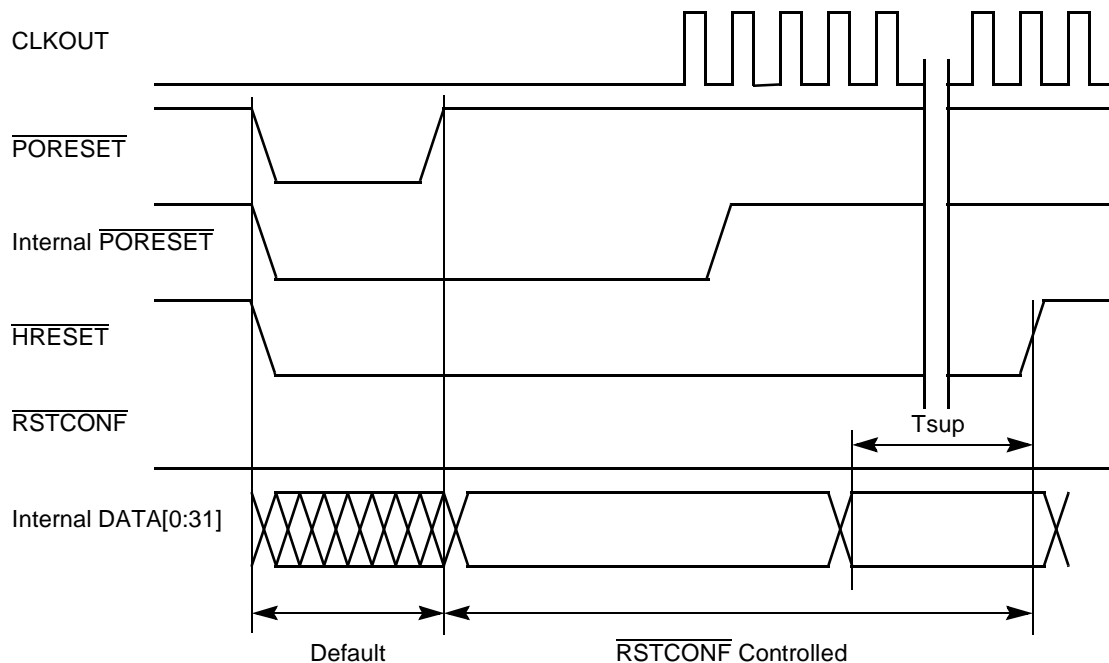 CLKOUT
PORESET
Internal PORESET
HRESET
RSTCONF
Tsup
Internal DATA[0:31]
Default
RSTCONF Controlled